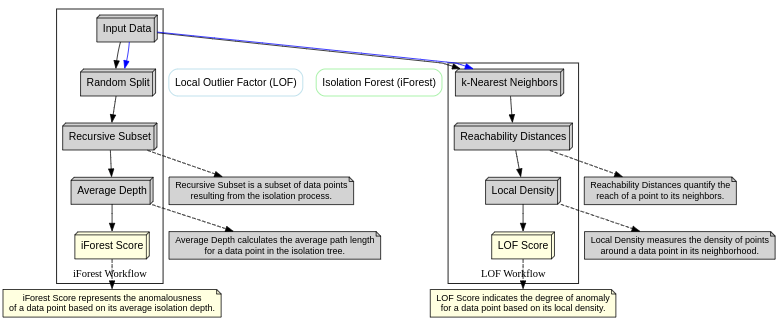 Input Data
Random Split
Local Outlier Factor (LOF)
Isolation Forest (iForest)
k-Nearest Neighbors
Recursive Subset
Reachability Distances
Average Depth
Recursive Subset is a subset of data points
resulting from the isolation process.
Local Density
Reachability Distances quantify the
reach of a point to its neighbors.
iForest Score
Average Depth calculates the average path length
for a data point in the isolation tree.
LOF Score
Local Density measures the density of points
around a data point in its neighborhood.
iForest Workflow
LOF Workflow
iForest Score represents the anomalousness
of a data point based on its average isolation depth.
LOF Score indicates the degree of anomaly
for a data point based on its local density.